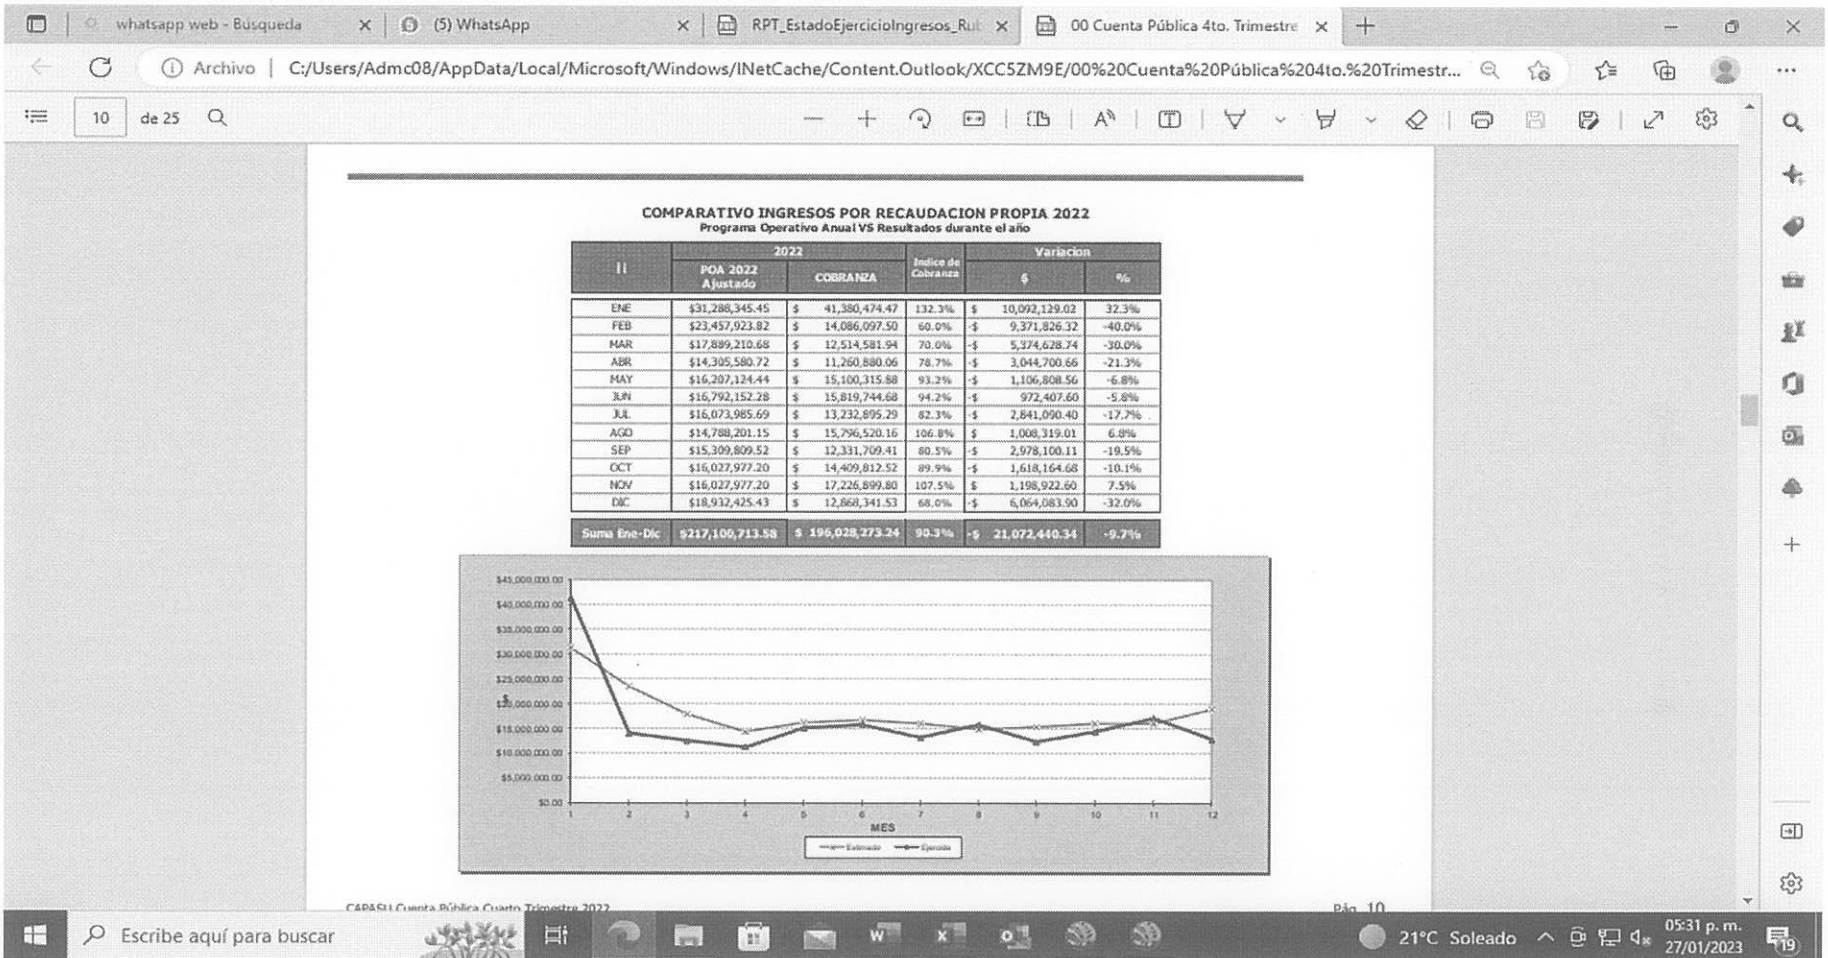 whatsapp web - Búsqueda
(5) WhatsApp
RPT_EstadoEjercicioIngresos_Rub
00 Cuenta Pública 4to. Trimestre
Archivo | C:/Users/Admc08/AppData/Local/Microsoft/Windows/INetCache/Content.Outlook/XCC5ZM9E/00%20Cuenta%20Pública%204to.%20Trimestr...
10 de 25
COMPARATIVO INGRESOS POR RECAUDACION PROPIA 2022
Programa Operativo Anual VS Resultados durante el año
2022 Indice de Cobranza Variacion
POA 2022 Ajustado COBRANZA $ %
ENE $31,288,345.45 $ 41,380,474.47 132.3% $ 10,092,129.02 32.3%
FEB $23,457,923.82 $ 14,086,097.50 60.0% -$ 9,371,826.32 -40.0%
MAR $17,889,210.68 $ 12,514,581.94 70.0% -$ 5,374,628.74 -30.0%
ABR $14,305,580.72 $ 11,260,880.06 78.7% -$ 3,044,700.66 -21.3%
MAY $16,207,124.44 $ 15,100,315.88 93.2% -$ 1,106,808.56 -6.8%
JUN $16,792,152.28 $ 15,819,744.68 94.2% -$ 972,407.60 -5.8%
JUL $16,073,985.69 $ 13,232,895.29 82.3% -$ 2,841,090.40 -17.7%
AGO $14,788,201.15 $ 15,796,520.16 106.8% $ 1,008,319.01 6.8%
SEP $15,309,809.52 $ 12,331,709.41 80.5% -$ 2,978,100.11 -19.5%
OCT $16,027,977.20 $ 14,409,812.52 89.9% -$ 1,618,164.68 -10.1%
NOV $16,027,977.20 $ 17,226,899.80 107.5% $ 1,198,922.60 7.5%
DIC $18,932,425.43 $ 12,868,341.53 68.0% -$ 6,064,083.90 -32.0%
Suma Ene-Dic $217,100,713.58 $ 196,028,273.24 90.3% -$ 21,072,440.34 -9.7%
$45,000,000.00
$40,000,000.00
$35,000,000.00
$30,000,000.00
$25,000,000.00
$
$20,000,000.00
$15,000,000.00
$10,000,000.00
$5,000,000.00
$0.00
1 2 3 4 5 6 7 8 9 10 11 12
MES
Estimado Ejercido
CAPASU Cuenta Pública Cuarto Trimestre 2022
Pág. 10
Escribe aquí para buscar
21°C Soleado
05:31 p. m.
27/01/2023
19